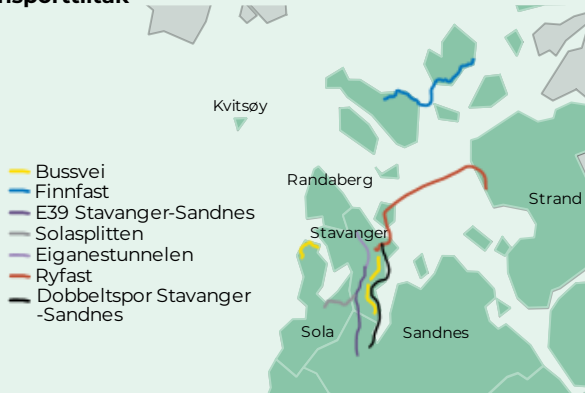 Kvitsøy
Randaberg
Strand
Stavanger
Sola
Sandnes
Bussvei
Finnfast
E39 Stavanger-Sandnes
Solasplitten
Eiganestunnelen
Ryfast
Dobbeltspor Stavanger
-Sandnes